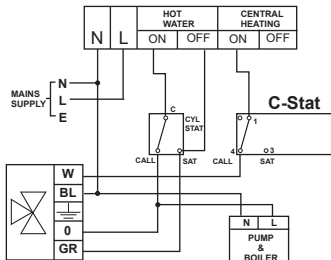 HOT WATER
CENTRAL HEATING
N L ON OFF ON OFF
MAINS SUPPLY
N
L
E
C
CYL STAT
CALL
SAT
C-Stat
1
4
3
CALL
SAT
W
BL
0
GR
N L
PUMP & BOILER